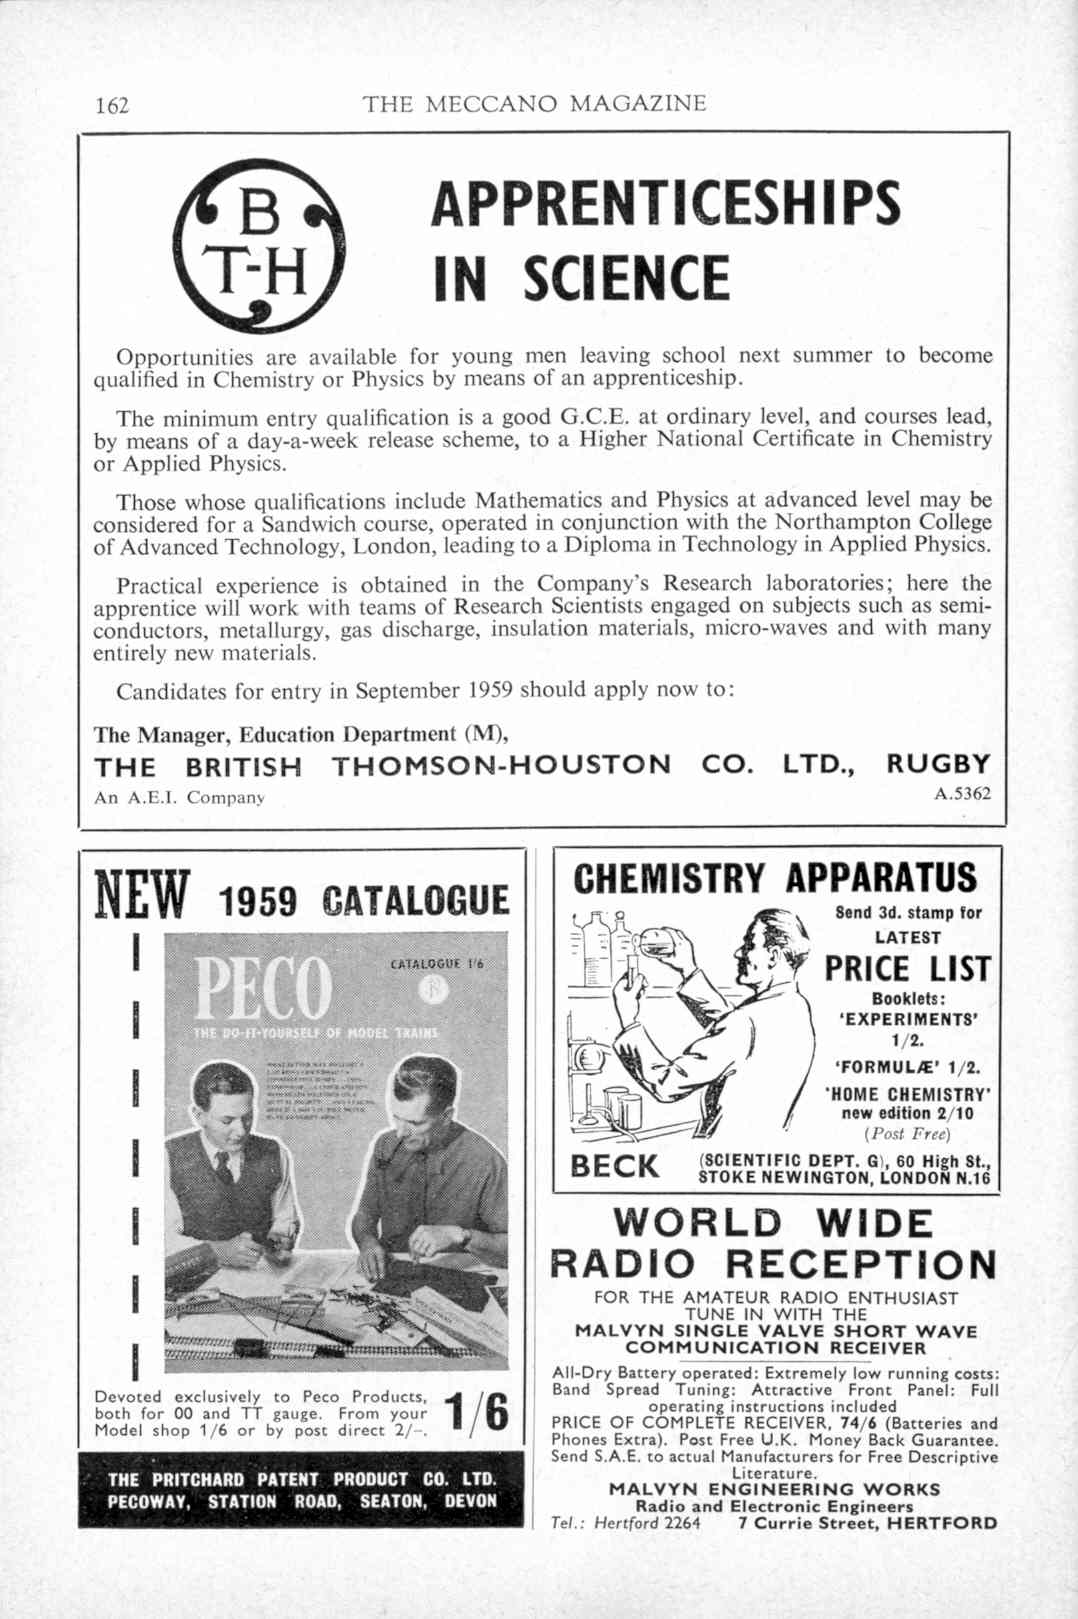 162
THE MECCANO MAGAZINE
B
T-H
APPRENTICESHIPS
IN SCIENCE
Opportunities are available for young men leaving school next summer to become
qualified in Chemistry or Physics by means of an apprenticeship.
The minimum entry qualification is a good G.C.E. at ordinary level, and courses lead,
by means of a day-a-week release scheme, to a Higher National Certificate in Chemistry
or Applied Physics.
Those whose qualifications include Mathematics and Physics at advanced level may be
considered for a Sandwich course, operated in conjunction with the Northampton College
of Advanced Technology, London, leading to a Diploma in Technology in Applied Physics.
Practical experience is obtained in the Company's Research laboratories; here the
apprentice will work with teams of Research Scientists engaged on subjects such as semi-
conductors, metallurgy, gas discharge, insulation materials, micro-waves and with many
entirely new materials.
Candidates for entry in September 1959 should apply now to:
The Manager, Education Department (M),
THE BRITISH THOMSON-HOUSTON CO. LTD., RUGBY
An A.E.I. Company
A.5362
NEW 1959 CATALOGUE
PECO
CATALOGUE 1/6
THE DO-IT-YOURSELF OF MODEL TRAINS
Devoted exclusively to Peco Products,
both for 00 and TT gauge. From your
Model shop 1/6 or by post direct 2/-.
1/6
THE PRITCHARD PATENT PRODUCT CO. LTD.
PECOWAY, STATION ROAD, SEATON, DEVON
CHEMISTRY APPARATUS
Send 3d. stamp for
LATEST
PRICE LIST
Booklets:
'EXPERIMENTS'
1/2.
'FORMULÆ' 1/2.
'HOME CHEMISTRY'
new edition 2/10
(Post Free)
BECK
(SCIENTIFIC DEPT. G), 60 High St.,
STOKE NEWINGTON, LONDON N.16
WORLD WIDE
RADIO RECEPTION
FOR THE AMATEUR RADIO ENTHUSIAST
TUNE IN WITH THE
MALVYN SINGLE VALVE SHORT WAVE
COMMUNICATION RECEIVER
All-Dry Battery operated: Extremely low running costs:
Band Spread Tuning: Attractive Front Panel: Full
operating instructions included
PRICE OF COMPLETE RECEIVER, 74/6 (Batteries and
Phones Extra). Post Free U.K. Money Back Guarantee.
Send S.A.E. to actual Manufacturers for Free Descriptive
Literature.
MALVYN ENGINEERING WORKS
Radio and Electronic Engineers
Tel.: Hertford 2264 7 Currie Street, HERTFORD